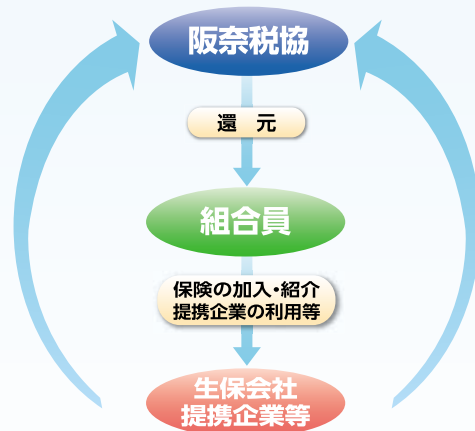 阪奈税協
還　元
組合員
保険の加入・紹介
提携企業の利用等
生保会社
提携企業等